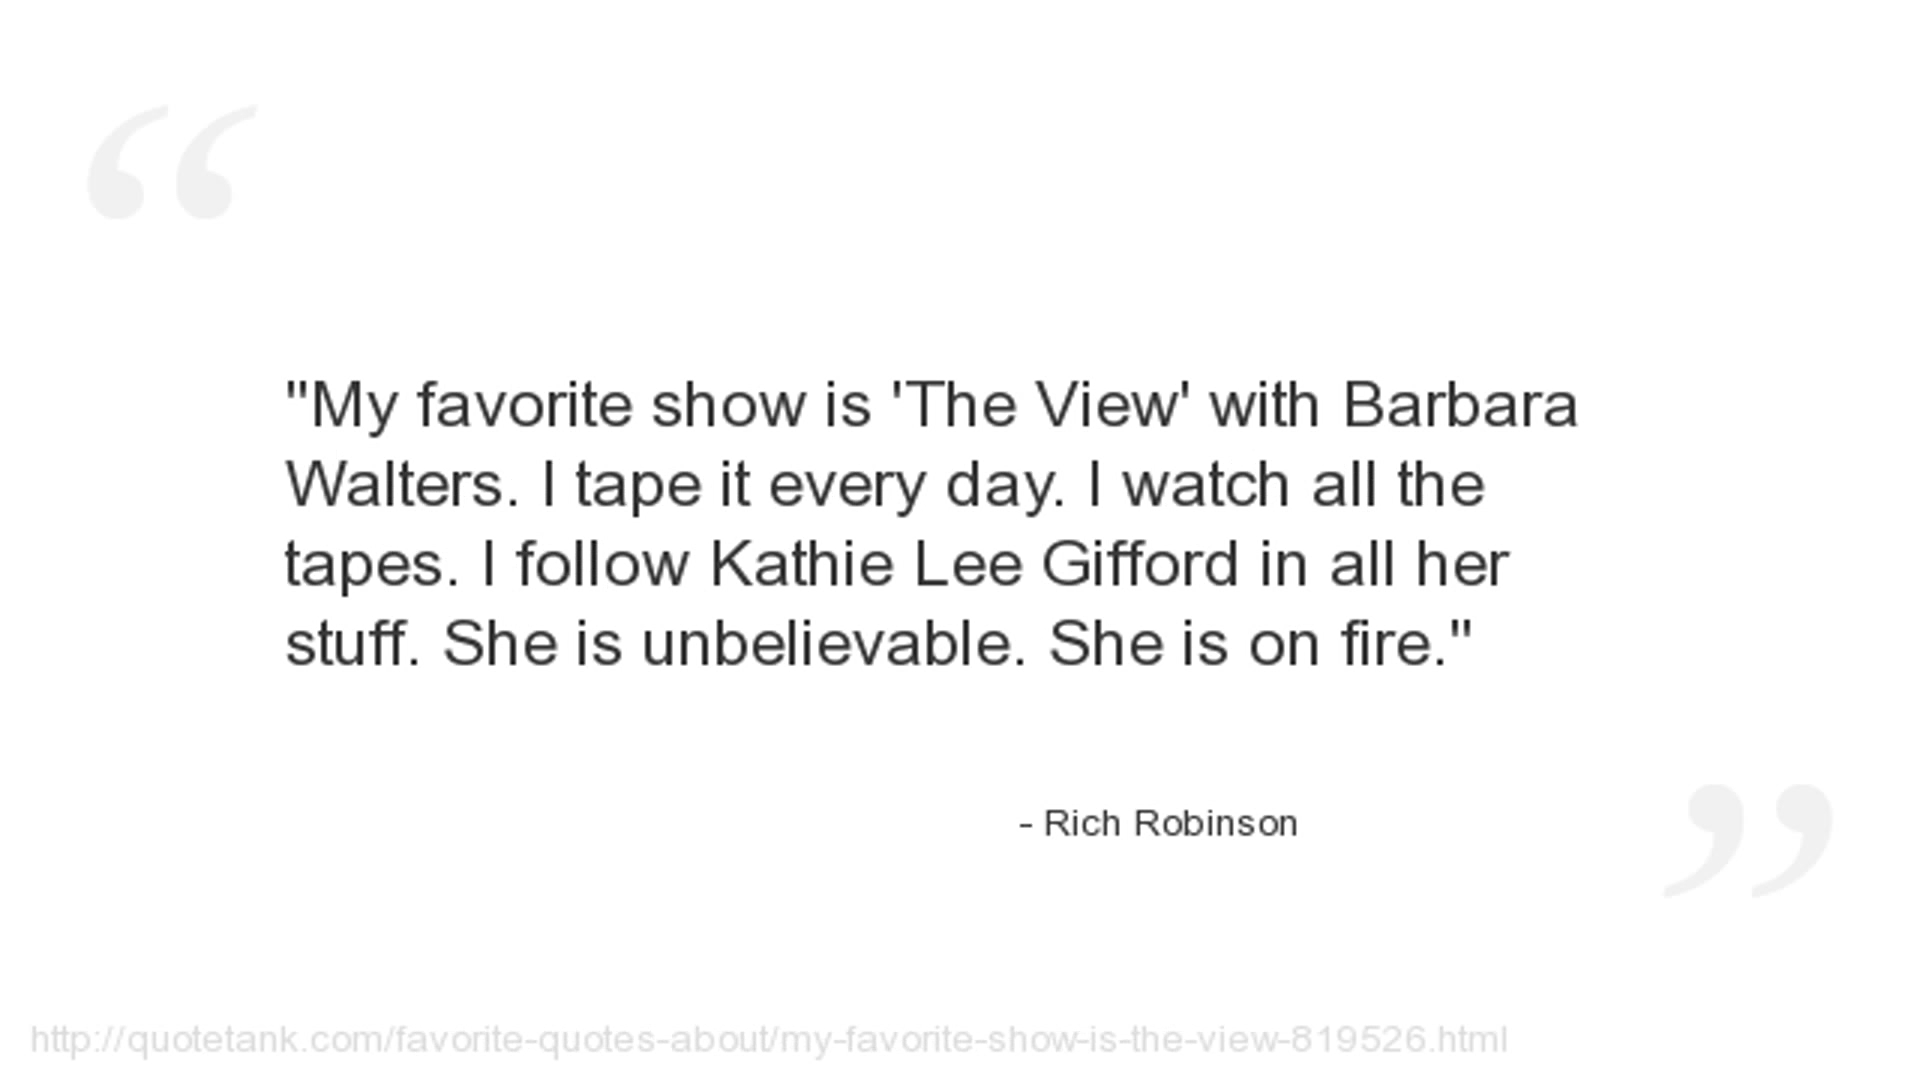 "My favorite show is 'The View' with Barbara
Walters. I tape it every day. I watch all the
tapes. I follow Kathie Lee Gifford in all her
stuff. She is unbelievable. She is on fire."
- Rich Robinson
http://quotetank.com/favorite-quotes-about/my-favorite-show-is-the-view-819526.html